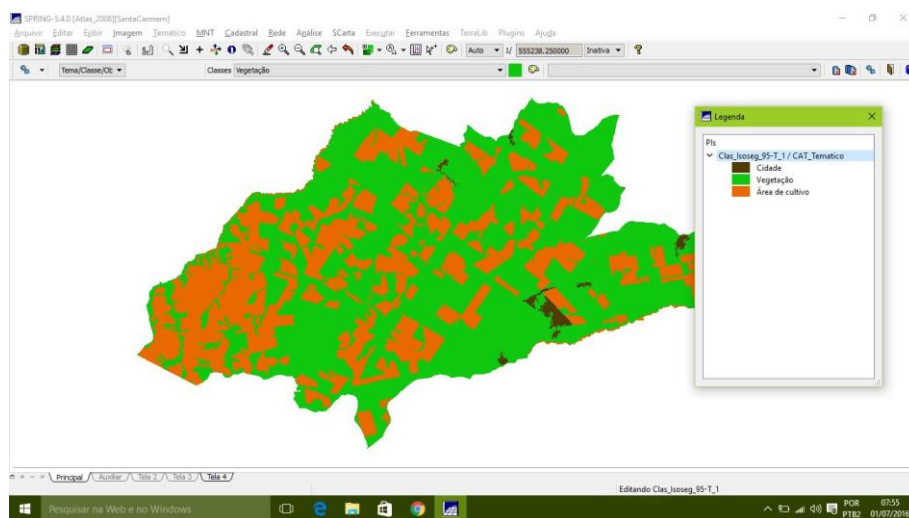 SPRING-5.4.0 [Atlas_2008][SantaCarmem]
Arquivo Editar Exibir Imagem Temático MNT Cadastral Rede Análise SCarta Executar Ferramentas TerraLib Plugins Ajuda
Auto 1/ 555238.250000 Inativa
Tema/Classe/Ob Classes Vegetação
Legenda
PIs
Clas_Isoseg_95-T_1 / CAT_Tematico
Cidade
Vegetação
Área de cultivo
Principal Auxiliar Tela 2 Tela 3 Tela 4
Editando Clas_Isoseg_95-T_1
Pesquisar na Web e no Windows
POR 07:55
PTB2 01/07/2016